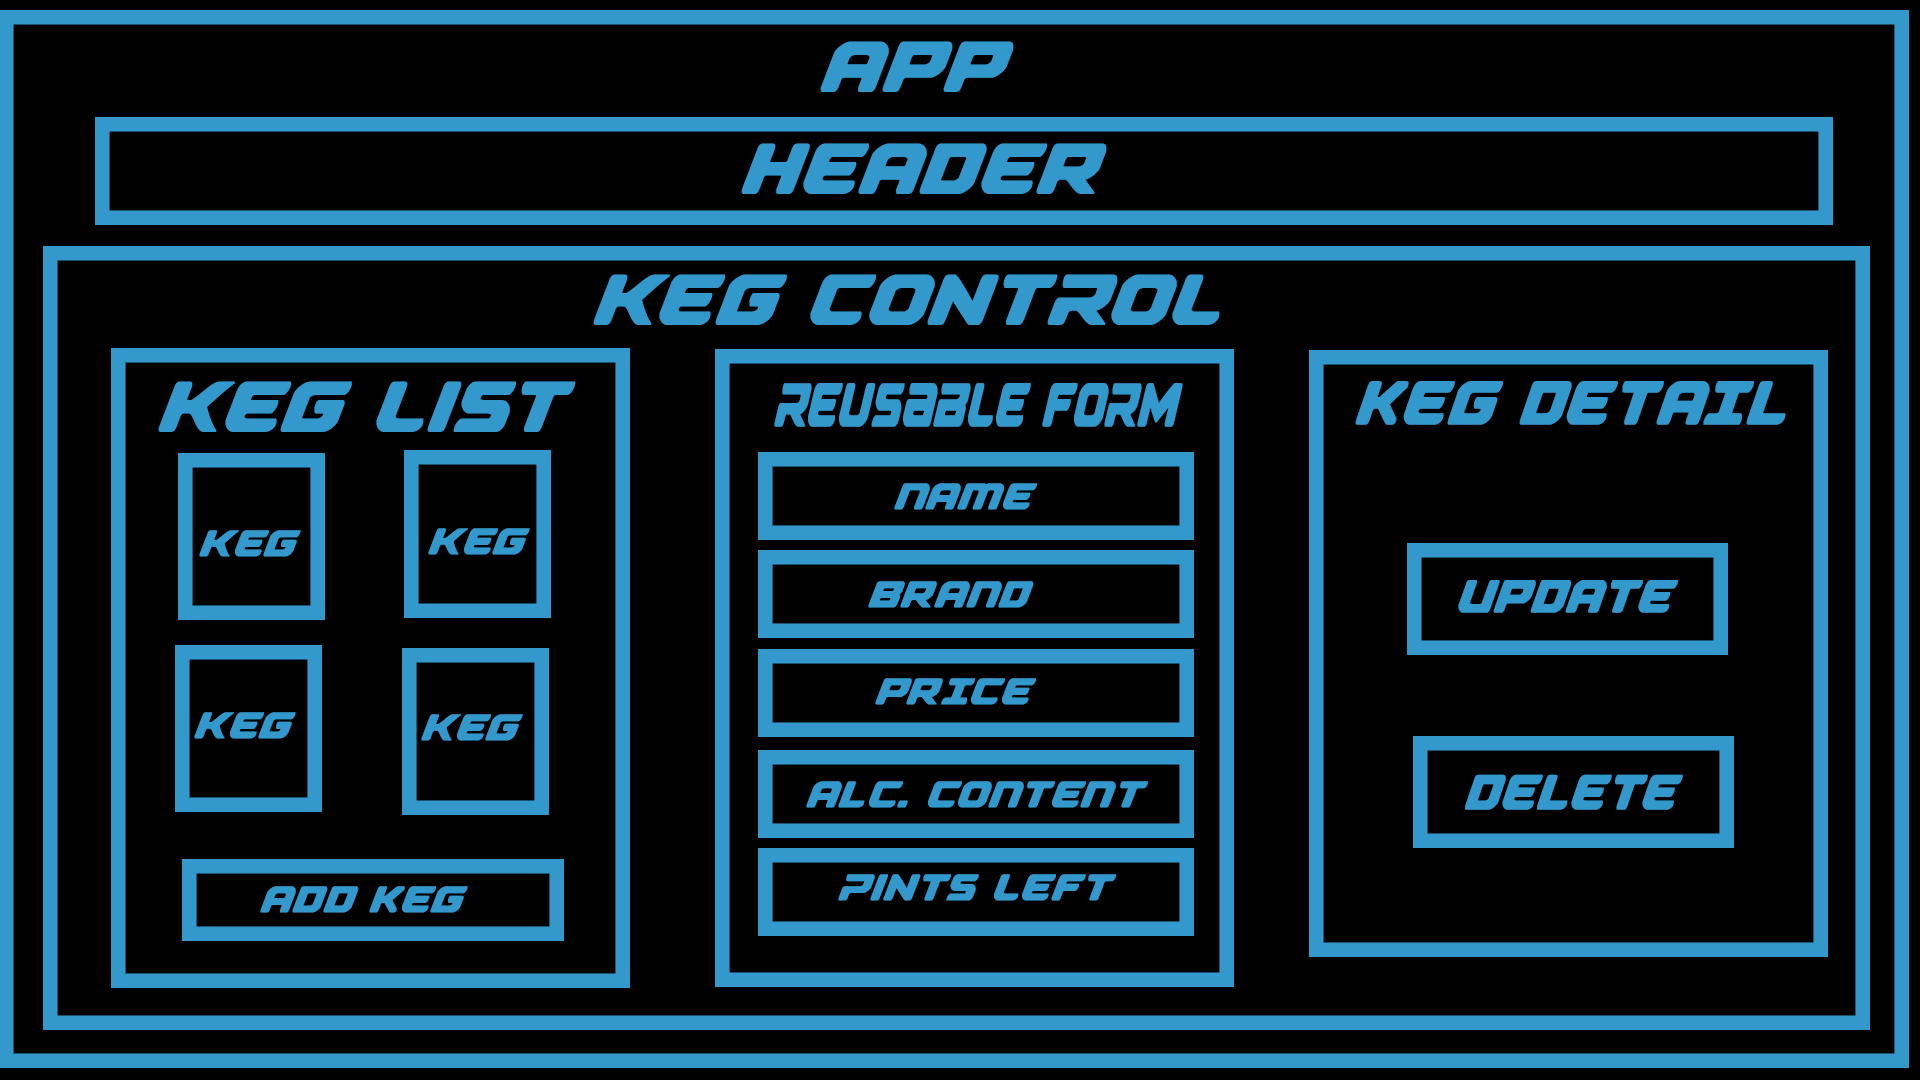 APP
HEADER
KEG CONTROL
KEG LIST
KEG
KEG
KEG
KEG
ADD KEG
REUSABLE FORM
NAME
BRAND
PRICE
ALC. CONTENT
PINTS LEFT
KEG DETAIL
UPDATE
DELETE